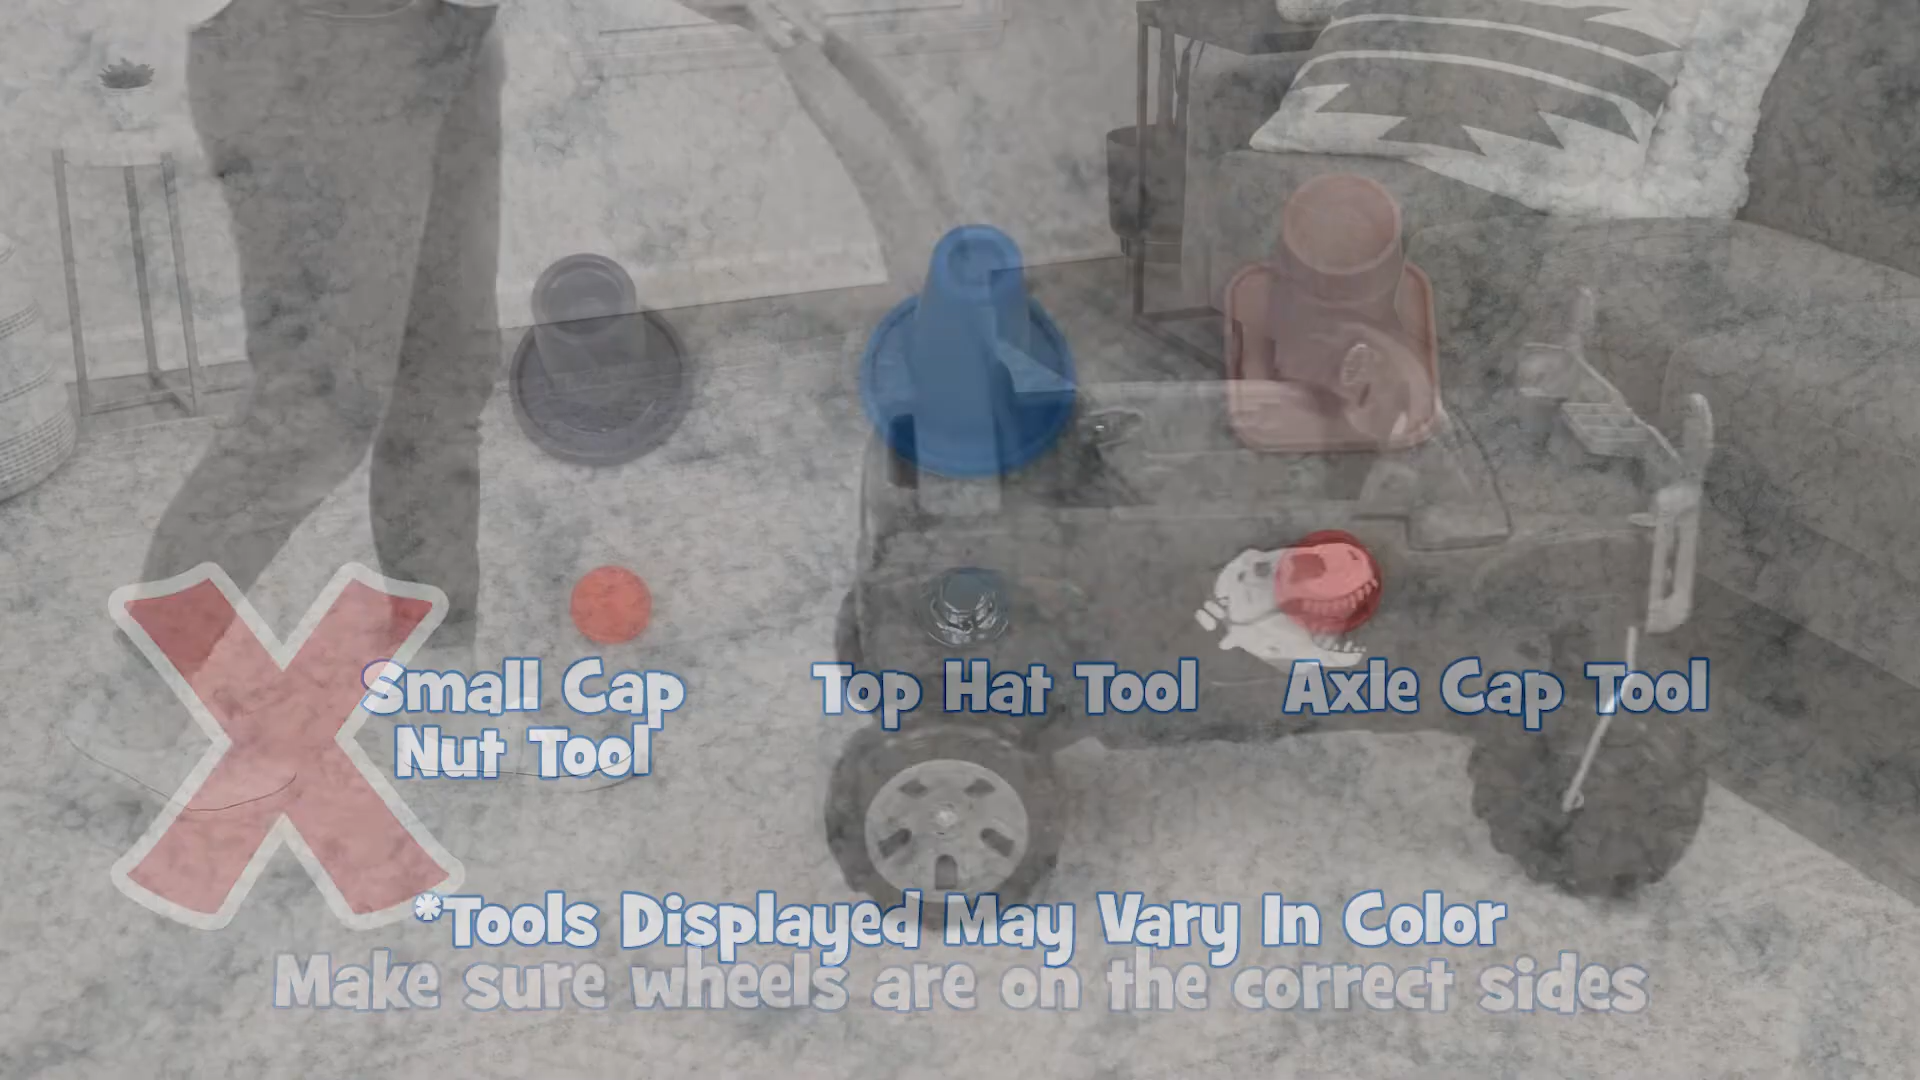 Small Cap
Nut Tool
Top Hat Tool
Axle Cap Tool
*Tools Displayed May Vary In Color
Make sure wheels are on the correct sides